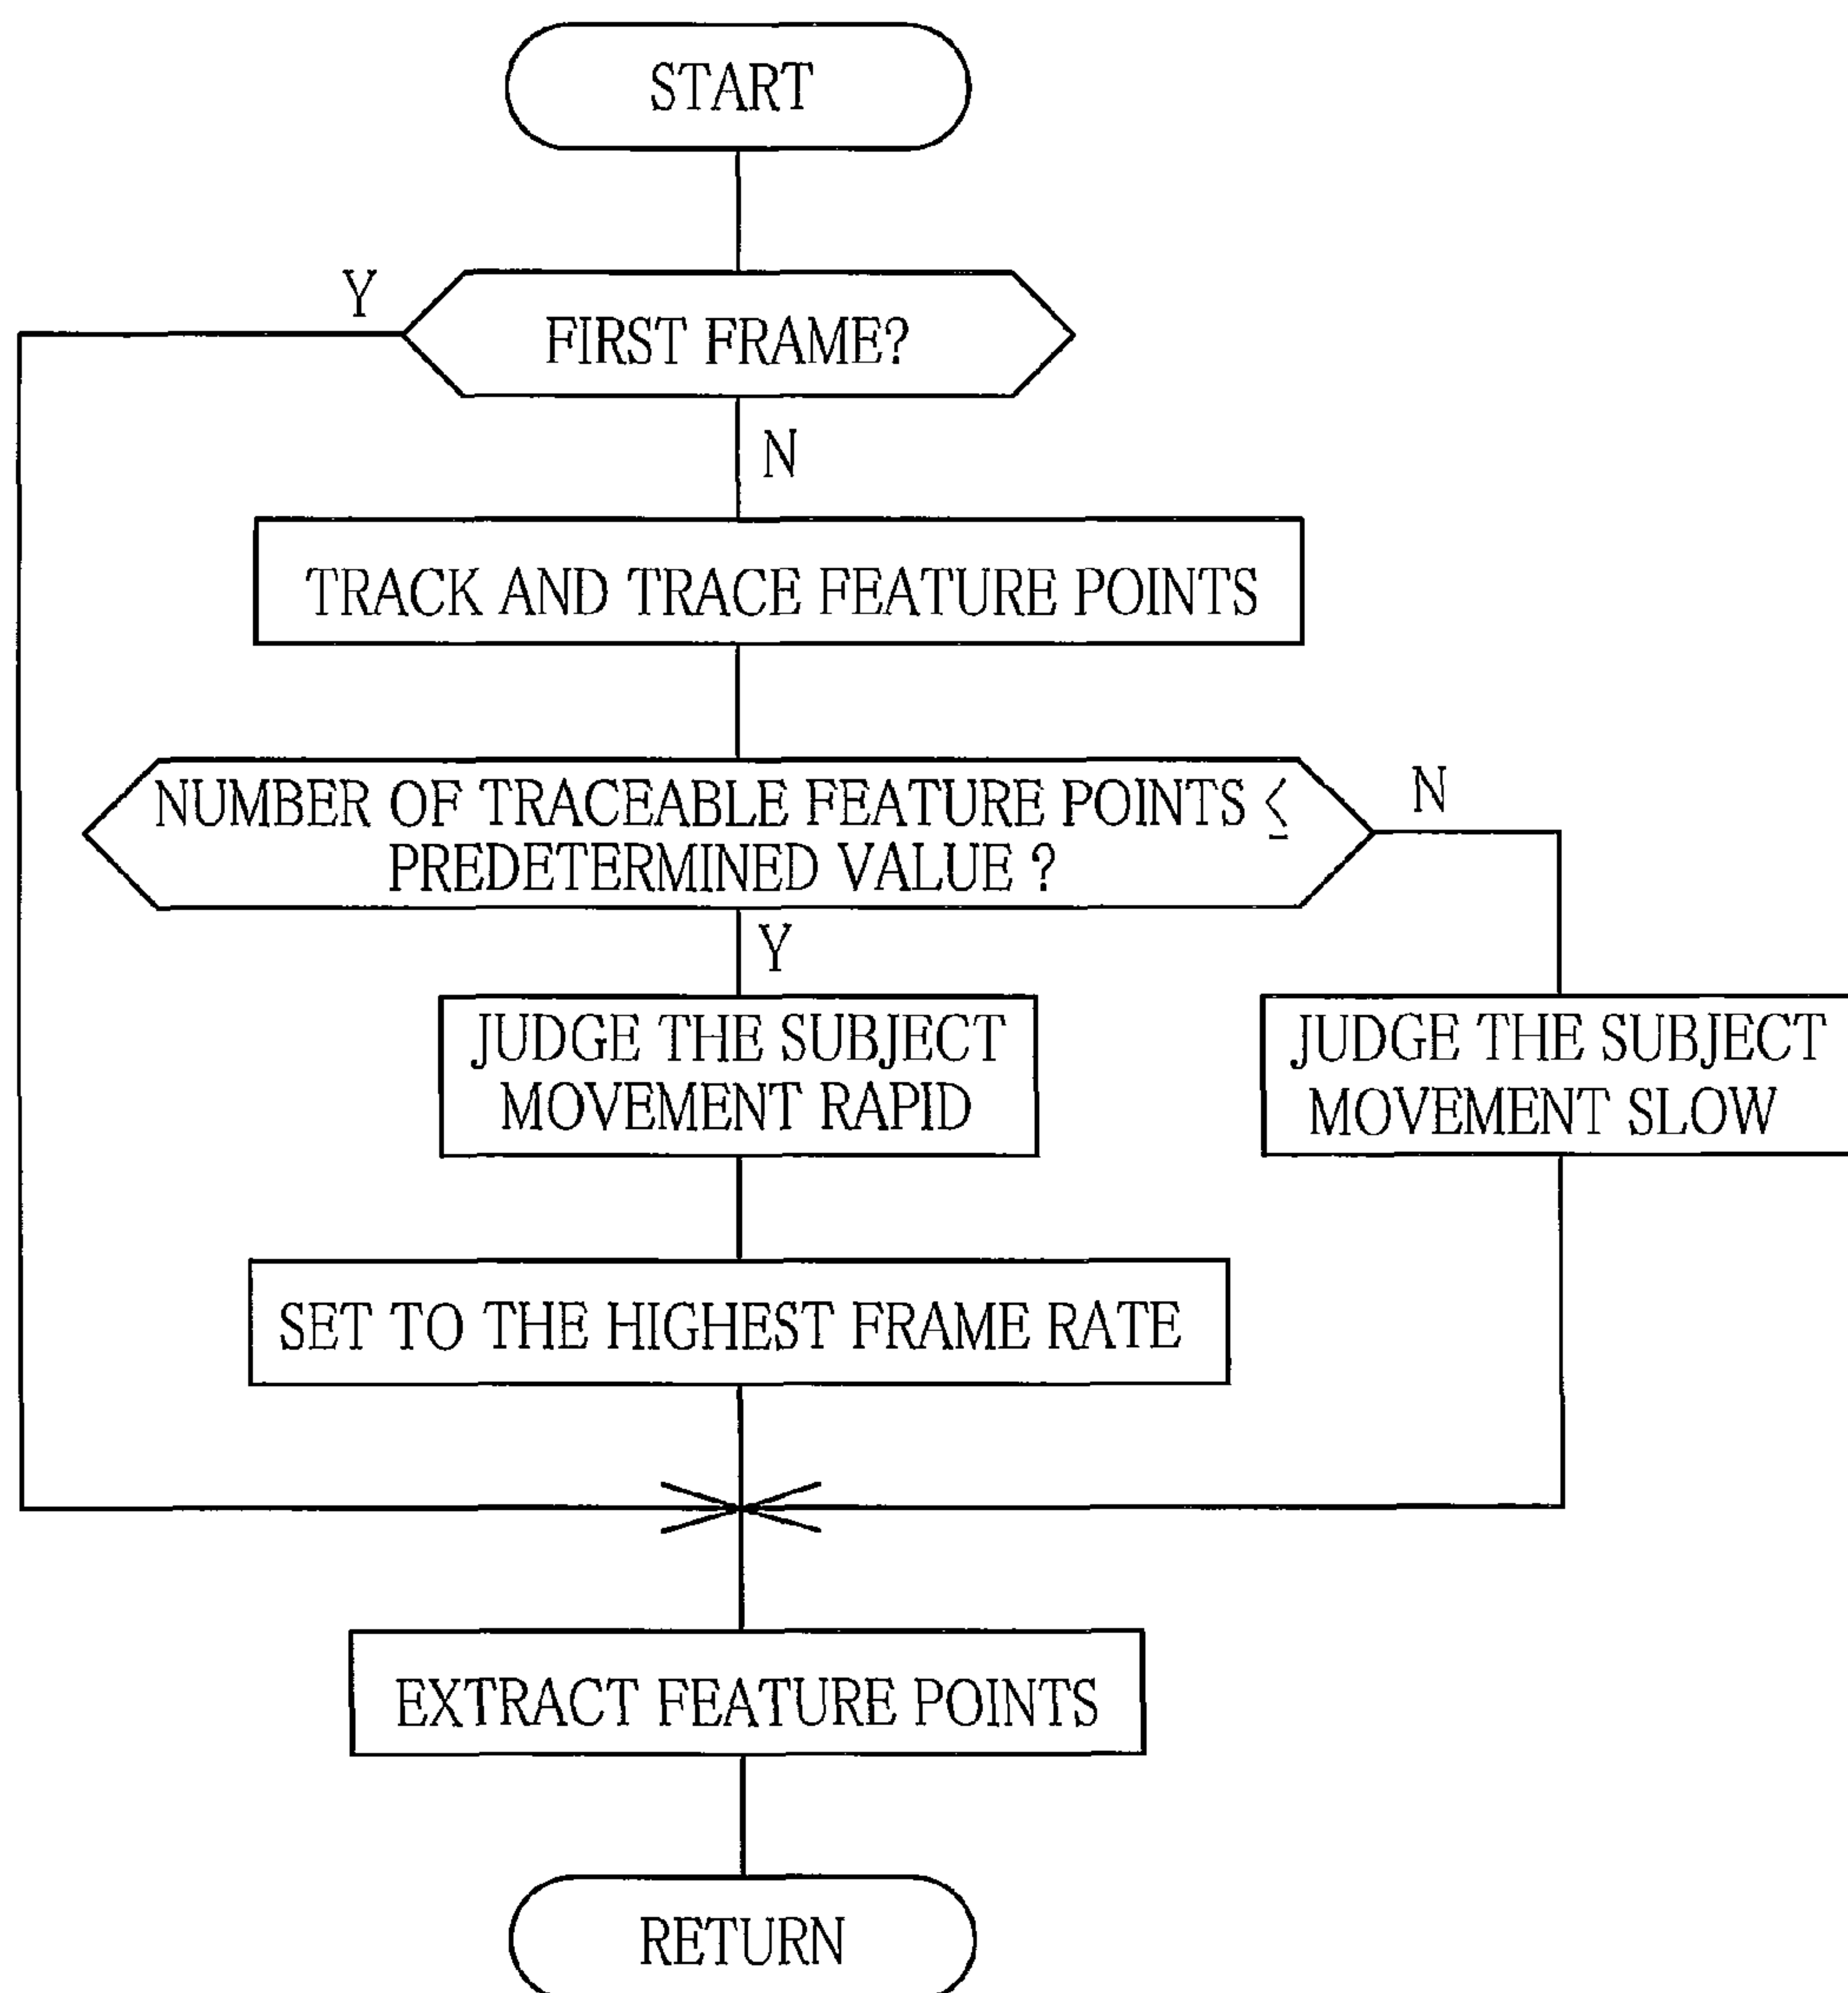 START
Y
FIRST FRAME?
N
TRACK AND TRACE FEATURE POINTS
NUMBER OF TRACEABLE FEATURE POINTS ≤
PREDETERMINED VALUE ?
N
Y
JUDGE THE SUBJECT
MOVEMENT RAPID
JUDGE THE SUBJECT
MOVEMENT SLOW
SET TO THE HIGHEST FRAME RATE
EXTRACT FEATURE POINTS
RETURN